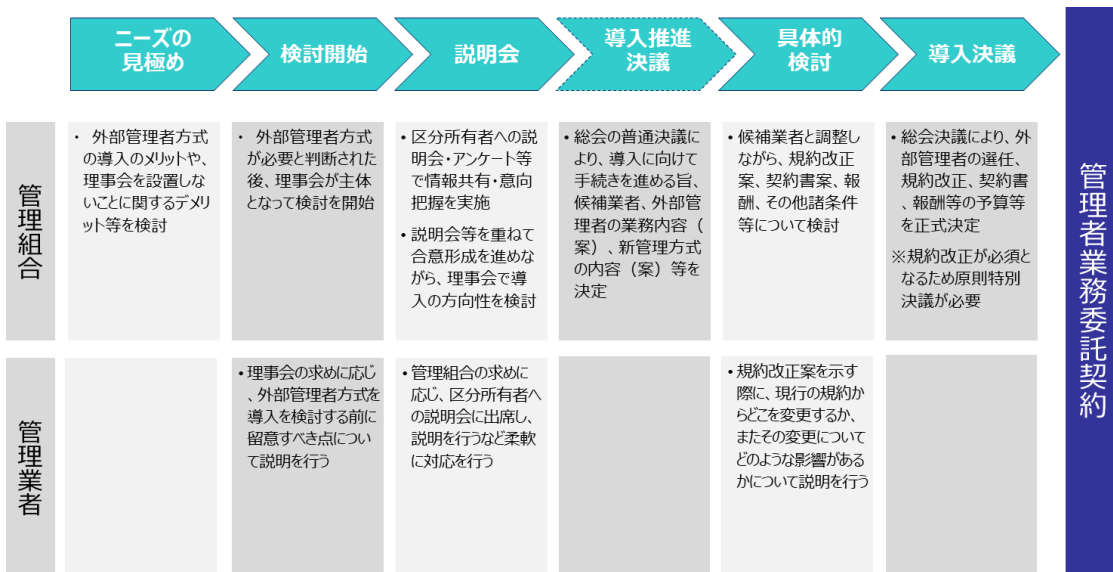 ニーズの
見極め
検討開始
説明会
導入推進
決議
具体的
検討
導入決議
管理組合
・ 外部管理者方式
の導入のメリットや、
理事会を設置しな
いことに関するデメリ
ット等を検討
・ 外部管理者方式
が必要と判断された
後、理事会が主体
となって検討を開始
•区分所有者への説
明会・アンケート等
で情報共有・意向
把握を実施
•説明会等を重ねて
合意形成を進めな
がら、理事会で導
入の方向性を検討
•総会の普通決議に
より、導入に向けて
手続きを進める旨、
候補業者、外部管
理者の業務内容（
案）、新管理方式
の内容（案）等を
決定
•候補業者と調整し
ながら、規約改正
案、契約書案、報
酬、その他諸条件
等について検討
•総会決議により、外
部管理者の選任、
規約改正、契約書
、報酬等の予算等
を正式決定
※規約改正が必須と
なるため原則特別
決議が必要
管理業者
•理事会の求めに応じ
、外部管理者方式を
導入を検討する前に
留意すべき点につい
て説明を行う
•管理組合の求めに
応じ、区分所有者へ
の説明会に出席し、
説明を行うなど柔軟
に対応を行う
•規約改正案を示す
際に、現行の規約か
らどこを変更するか、
またその変更について
どのような影響がある
かについて説明を行う
管理者業務委託契約